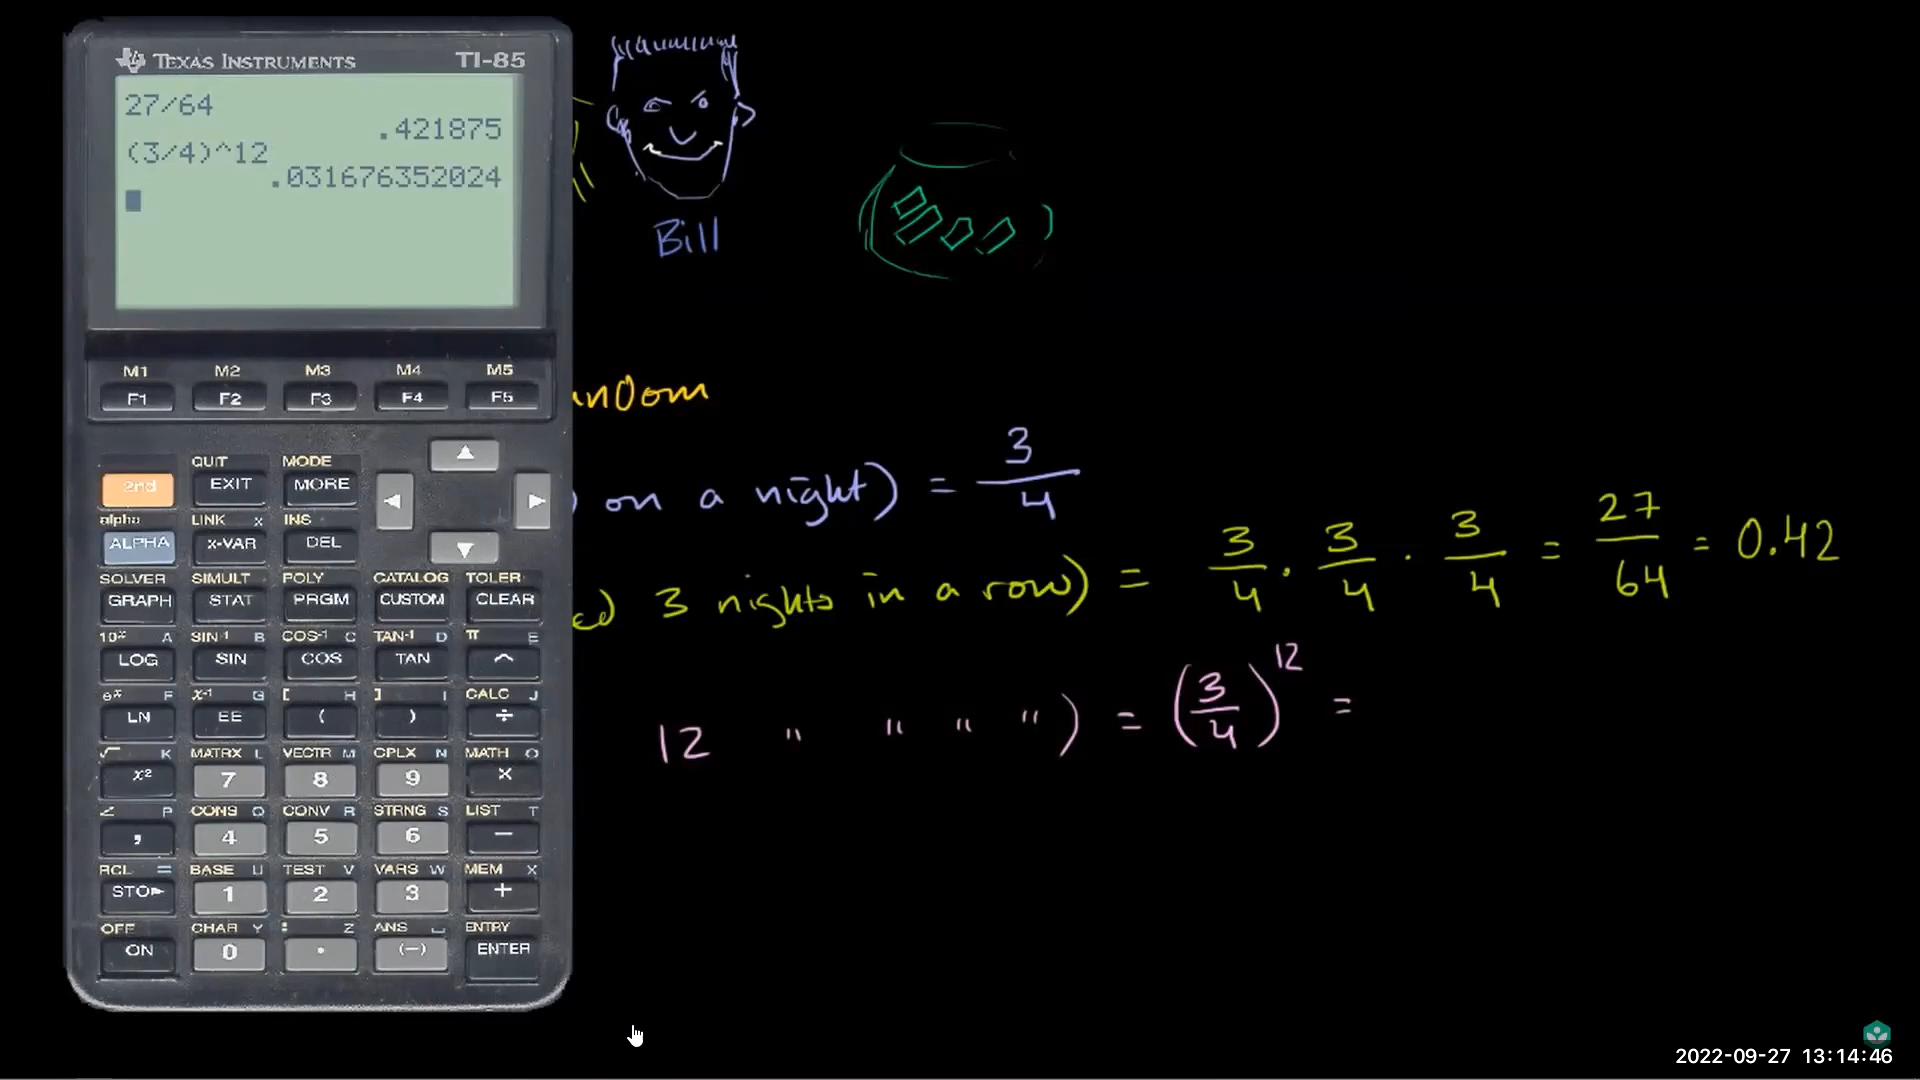 TEXAS INSTRUMENTS TI-85
27/64
.421875
(3/4)^12
.031676352024
M1 M2 M3 M4 M5
F1 F2 F3 F4 F5
QUIT MODE
2nd EXIT MORE
alpha LINK x INS
ALPHA x-VAR DEL
SOLVER SIMULT POLY CATALOG TOLER
GRAPH STAT PRGM CUSTOM CLEAR
10ˣ A SIN⁻¹ B COS⁻¹ C TAN⁻¹ D π E
LOG SIN COS TAN ^
eˣ F x⁻¹ G [ H ] I CALC J
LN EE ( ) ÷
√ K MATRX L VECTR M CPLX N MATH O
x² 7 8 9 ×
∠ P CONS Q CONV R STRNG S LIST T
, 4 5 6 −
RCL = BASE U TEST V VARS W MEM X
STO▶ 1 2 3 +
OFF CHAR Y : Z ANS ⎵ ENTRY
ON 0 . (−) ENTER
Bill
) on a night) = 3/4
) 3 nights in a row) = 3/4 · 3/4 · 3/4 = 27/64 = 0.42
12 " " " ") = (3/4)^12 =
2022-09-27 13:14:46